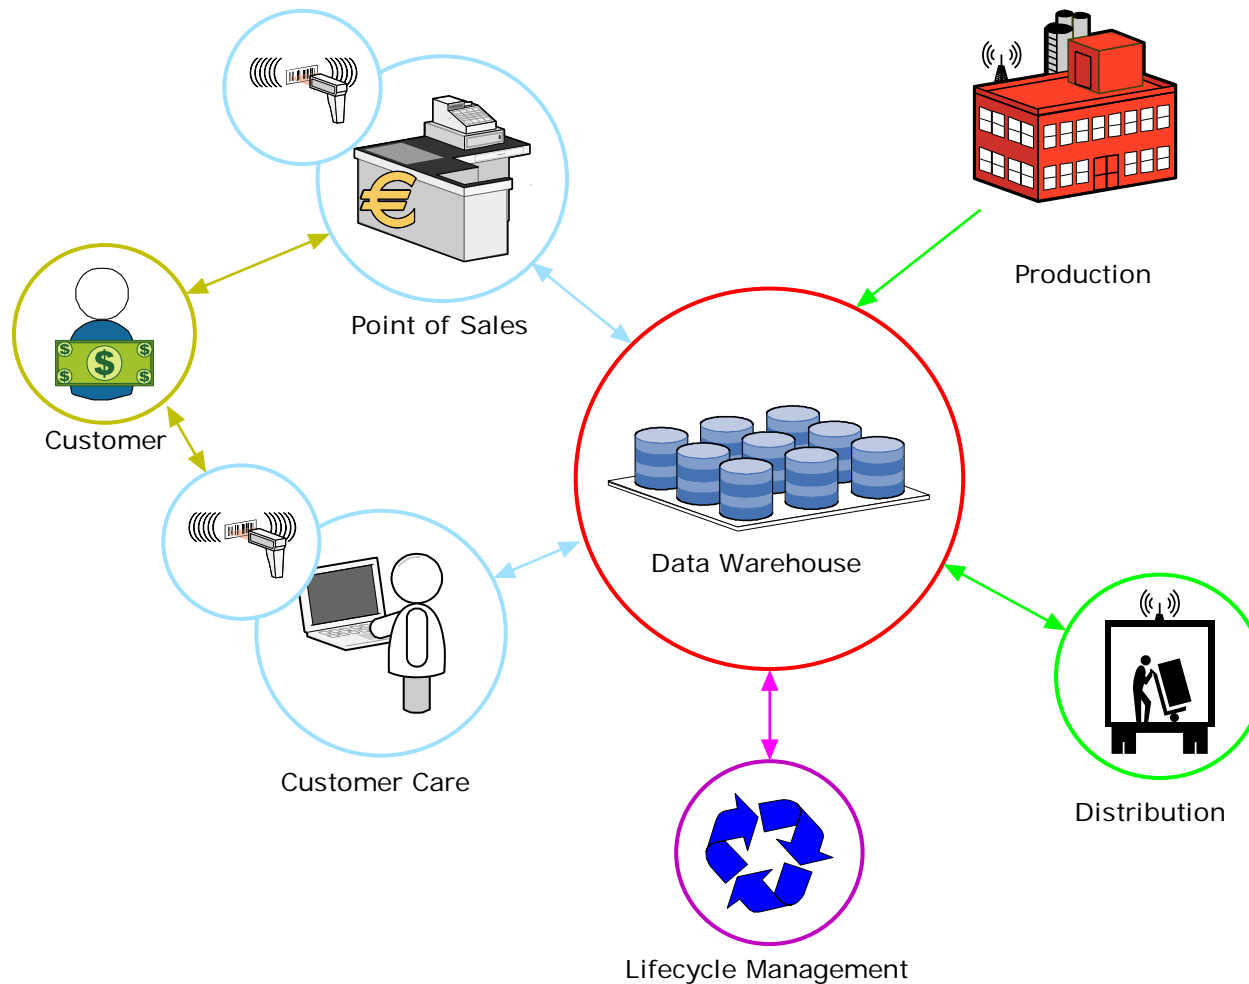 Production
Point of Sales
Customer
Data Warehouse
Customer Care
Distribution
Lifecycle Management
€
$
$
$
$
$